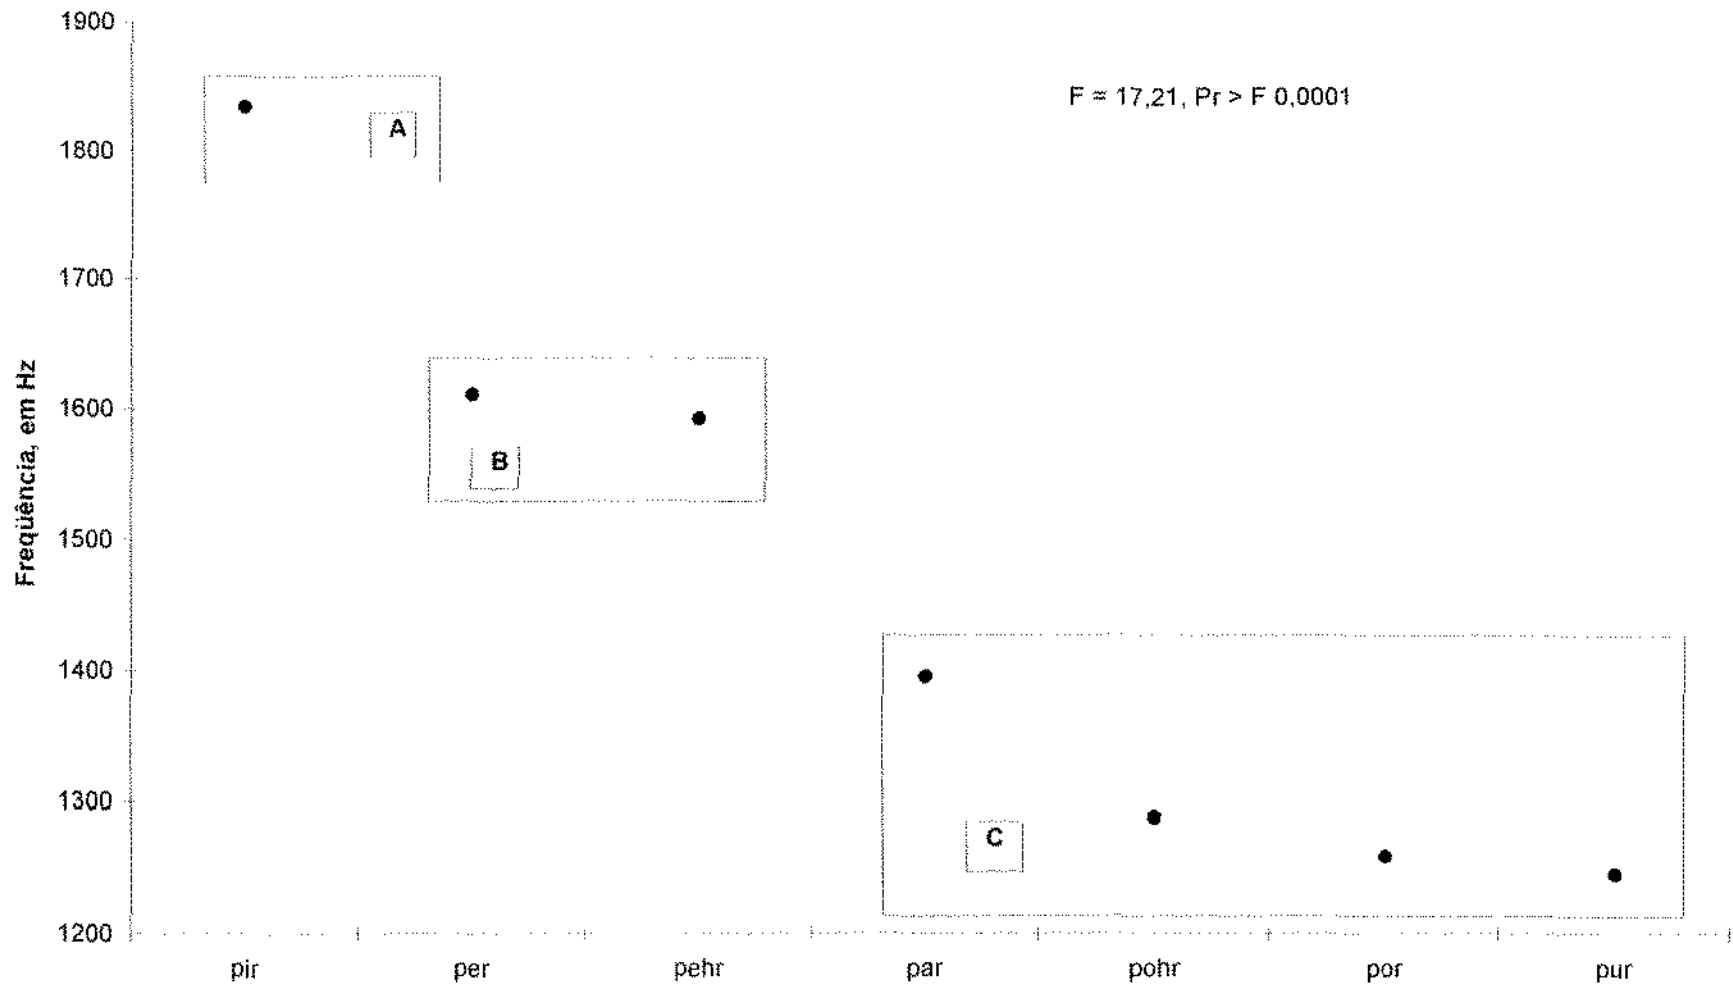 1900
F = 17,21, Pr > F 0,0001
A
1800
1700
1600
B
1500
Freqüência, em Hz
1400
1300
C
1200
pir per pehr par pohr por pur